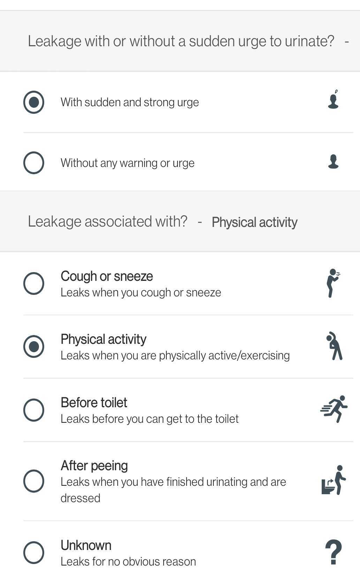 Leakage with or without a sudden urge to urinate? -
With sudden and strong urge
Without any warning or urge
Leakage associated with? - Physical activity
Cough or sneeze
Leaks when you cough or sneeze
Physical activity
Leaks when you are physically active/exercising
Before toilet
Leaks before you can get to the toilet
After peeing
Leaks when you have finished urinating and are
dressed
Unknown
Leaks for no obvious reason